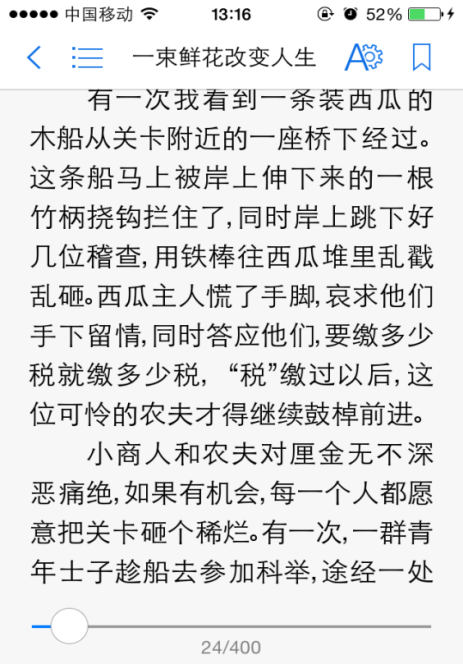 中国移动 13:16 52%
一束鲜花改变人生
有一次我看到一条装西瓜的
木船从关卡附近的一座桥下经过。
这条船马上被岸上伸下来的一根
竹柄挠钩拦住了,同时岸上跳下好
几位稽查,用铁棒往西瓜堆里乱戳
乱砸。西瓜主人慌了手脚,哀求他们
手下留情,同时答应他们,要缴多少
税就缴多少税,“税”缴过以后,这
位可怜的农夫才得继续鼓棹前进。
小商人和农夫对厘金无不深
恶痛绝,如果有机会,每一个人都愿
意把关卡砸个稀烂。有一次,一群青
年士子趁船去参加科举,途经一处
24/400